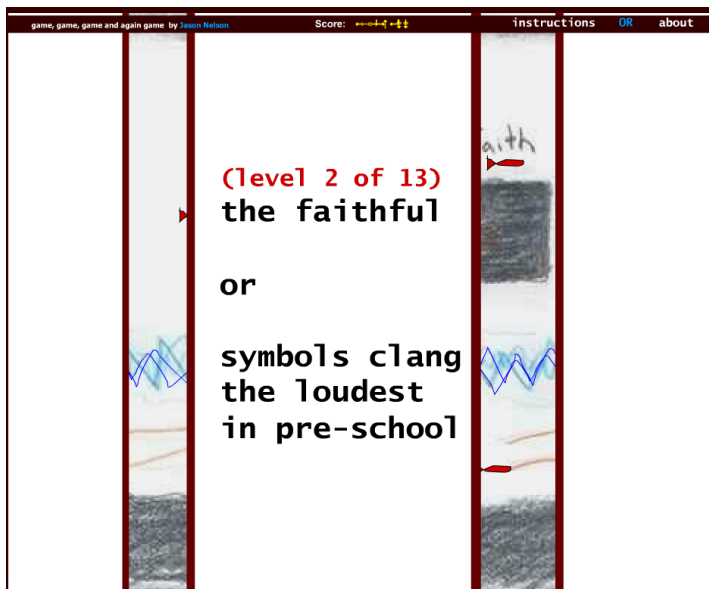 game, game, game and again game by Jason Nelson Score: instructions OR about
aith
(level 2 of 13)
the faithful
or
symbols clang
the loudest
in pre-school